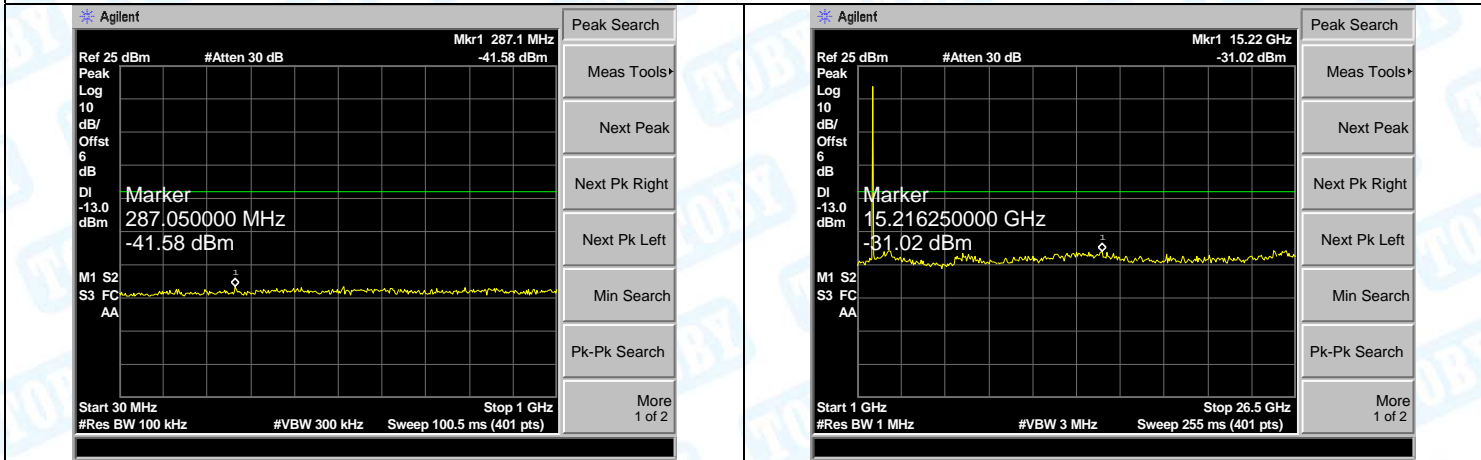 Agilent
Peak Search
Mkr1 287.1 MHz
Ref 25 dBm #Atten 30 dB -41.58 dBm
Peak
Log
10
dB/
Offst
6
dB
DI
-13.0
dBm
Marker
287.050000 MHz
-41.58 dBm
1
M1 S2
S3 FC
AA
Start 30 MHz Stop 1 GHz
#Res BW 100 kHz #VBW 300 kHz Sweep 100.5 ms (401 pts)
Meas Tools
Next Peak
Next Pk Right
Next Pk Left
Min Search
Pk-Pk Search
More
1 of 2
Agilent
Peak Search
Mkr1 15.22 GHz
Ref 25 dBm #Atten 30 dB -31.02 dBm
Peak
Log
10
dB/
Offst
6
dB
DI
-13.0
dBm
Marker
15.216250000 GHz
-31.02 dBm
1
M1 S2
S3 FC
AA
Start 1 GHz Stop 26.5 GHz
#Res BW 1 MHz #VBW 3 MHz Sweep 255 ms (401 pts)
Meas Tools
Next Peak
Next Pk Right
Next Pk Left
Min Search
Pk-Pk Search
More
1 of 2
TOBY
TOBY
TOBY
TOBY